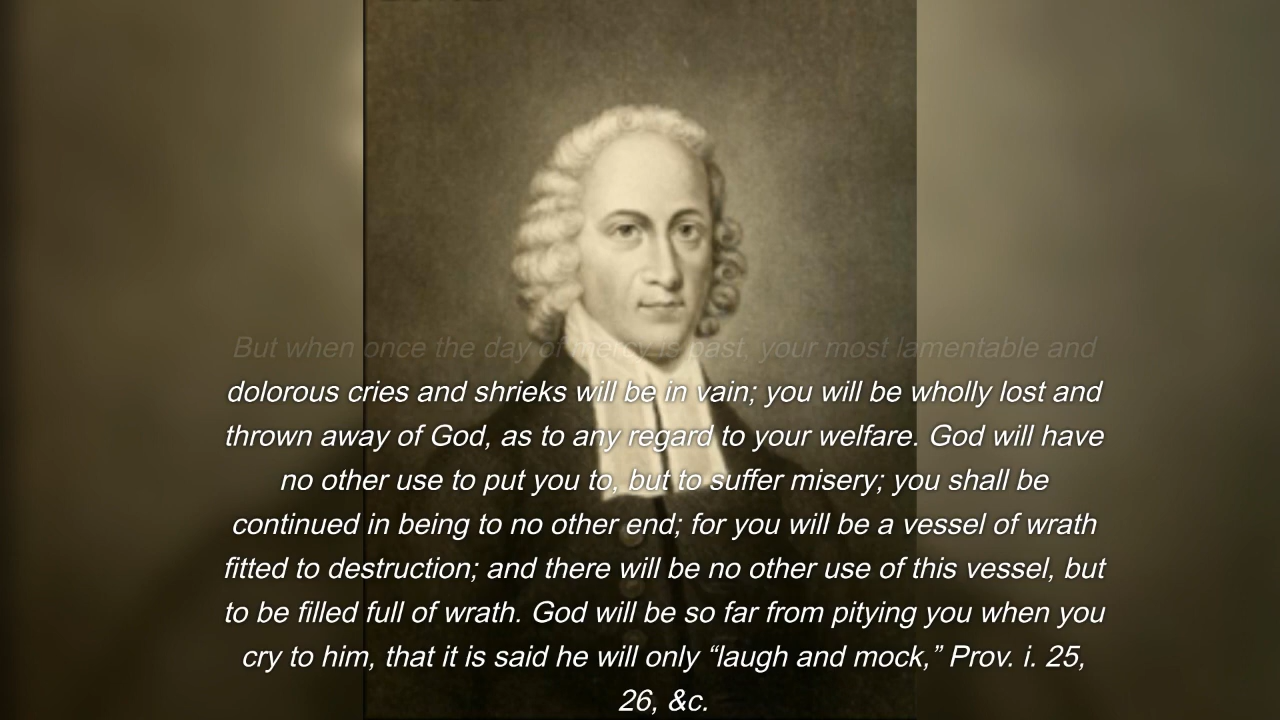 But when once the day of mercy is past, your most lamentable and
dolorous cries and shrieks will be in vain; you will be wholly lost and
thrown away of God, as to any regard to your welfare. God will have
no other use to put you to, but to suffer misery; you shall be
continued in being to no other end; for you will be a vessel of wrath
fitted to destruction; and there will be no other use of this vessel, but
to be filled full of wrath. God will be so far from pitying you when you
cry to him, that it is said he will only “laugh and mock,” Prov. i. 25,
26, &c.